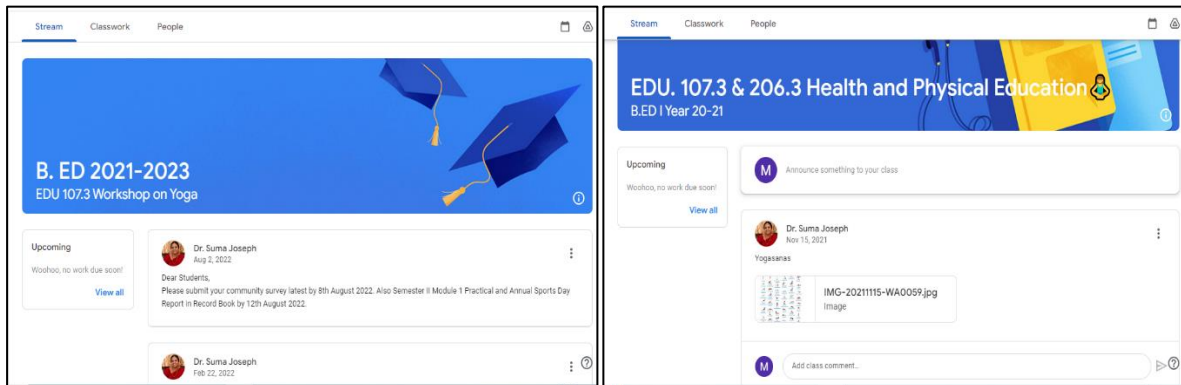 Stream Classwork People
B. ED 2021-2023
EDU 107.3 Workshop on Yoga
Upcoming
Woohoo, no work due soon!
View all
Dr. Suma Joseph
Aug 2, 2022
Dear Students,
Please submit your community survey latest by 8th August 2022. Also Semester II Module 1 Practical and Annual Sports Day
Report in Record Book by 12th August 2022.
Dr. Suma Joseph
Feb 22, 2022
Stream Classwork People
EDU. 107.3 & 206.3 Health and Physical Education
B.ED I Year 20-21
Upcoming
Woohoo, no work due soon!
View all
M Announce something to your class
Dr. Suma Joseph
Nov 15, 2021
Yogasanas
IMG-20211115-WA0059.jpg
Image
M Add class comment...